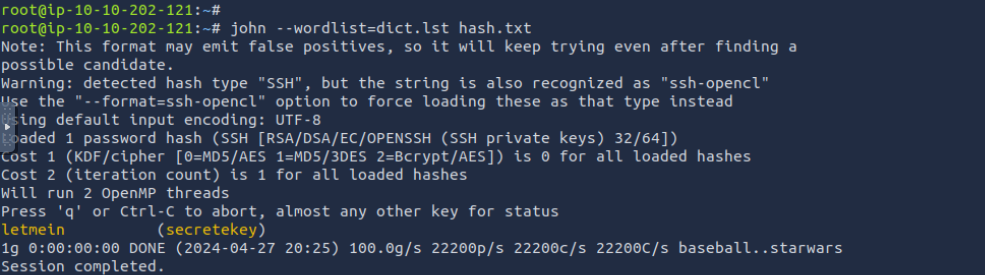 root@ip-10-10-202-121:~#
root@ip-10-10-202-121:~# john --wordlist=dict.lst hash.txt
Note: This format may emit false positives, so it will keep trying even after finding a
possible candidate.
Warning: detected hash type "SSH", but the string is also recognized as "ssh-opencl"
Use the "--format=ssh-opencl" option to force loading these as that type instead
sing default input encoding: UTF-8
oaded 1 password hash (SSH [RSA/DSA/EC/OPENSSH (SSH private keys) 32/64])
Cost 1 (KDF/cipher [0=MD5/AES 1=MD5/3DES 2=Bcrypt/AES]) is 0 for all loaded hashes
Cost 2 (iteration count) is 1 for all loaded hashes
Will run 2 OpenMP threads
Press 'q' or Ctrl-C to abort, almost any other key for status
letmein          (secretekey)
1g 0:00:00:00 DONE (2024-04-27 20:25) 100.0g/s 22200p/s 22200c/s 22200C/s baseball..starwars
Session completed.